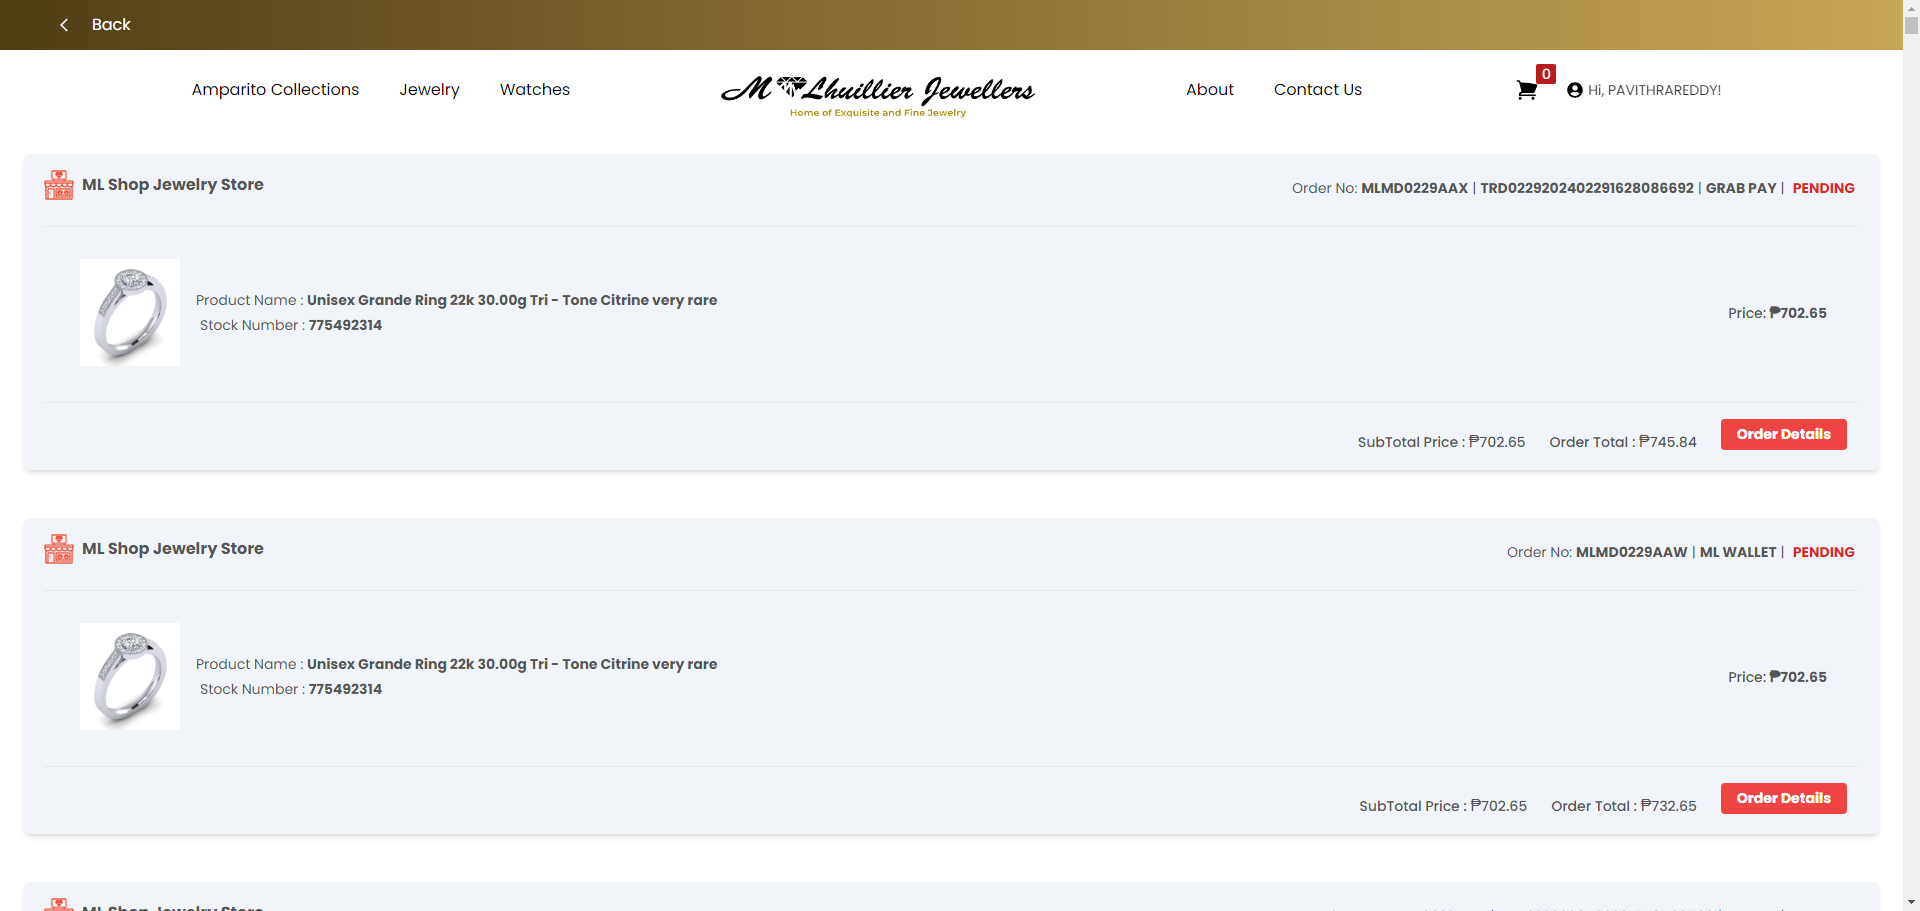 Back
Amparito Collections Jewelry Watches
M Lhuillier Jewellers
Home of Exquisite and Fine Jewelry
About Contact Us
0
Hi, PAVITHRAREDDY!
ML Shop Jewelry Store
Order No: MLMD0229AAX | TRD0229202402291628086692 | GRAB PAY | PENDING
Product Name : Unisex Grande Ring 22k 30.00g Tri - Tone Citrine very rare
Stock Number : 775492314
Price: ₱702.65
SubTotal Price : ₱702.65 Order Total : ₱745.84
Order Details
ML Shop Jewelry Store
Order No: MLMD0229AAW | ML WALLET | PENDING
Product Name : Unisex Grande Ring 22k 30.00g Tri - Tone Citrine very rare
Stock Number : 775492314
Price: ₱702.65
SubTotal Price : ₱702.65 Order Total : ₱732.65
Order Details
ML Shop Jewelry Store